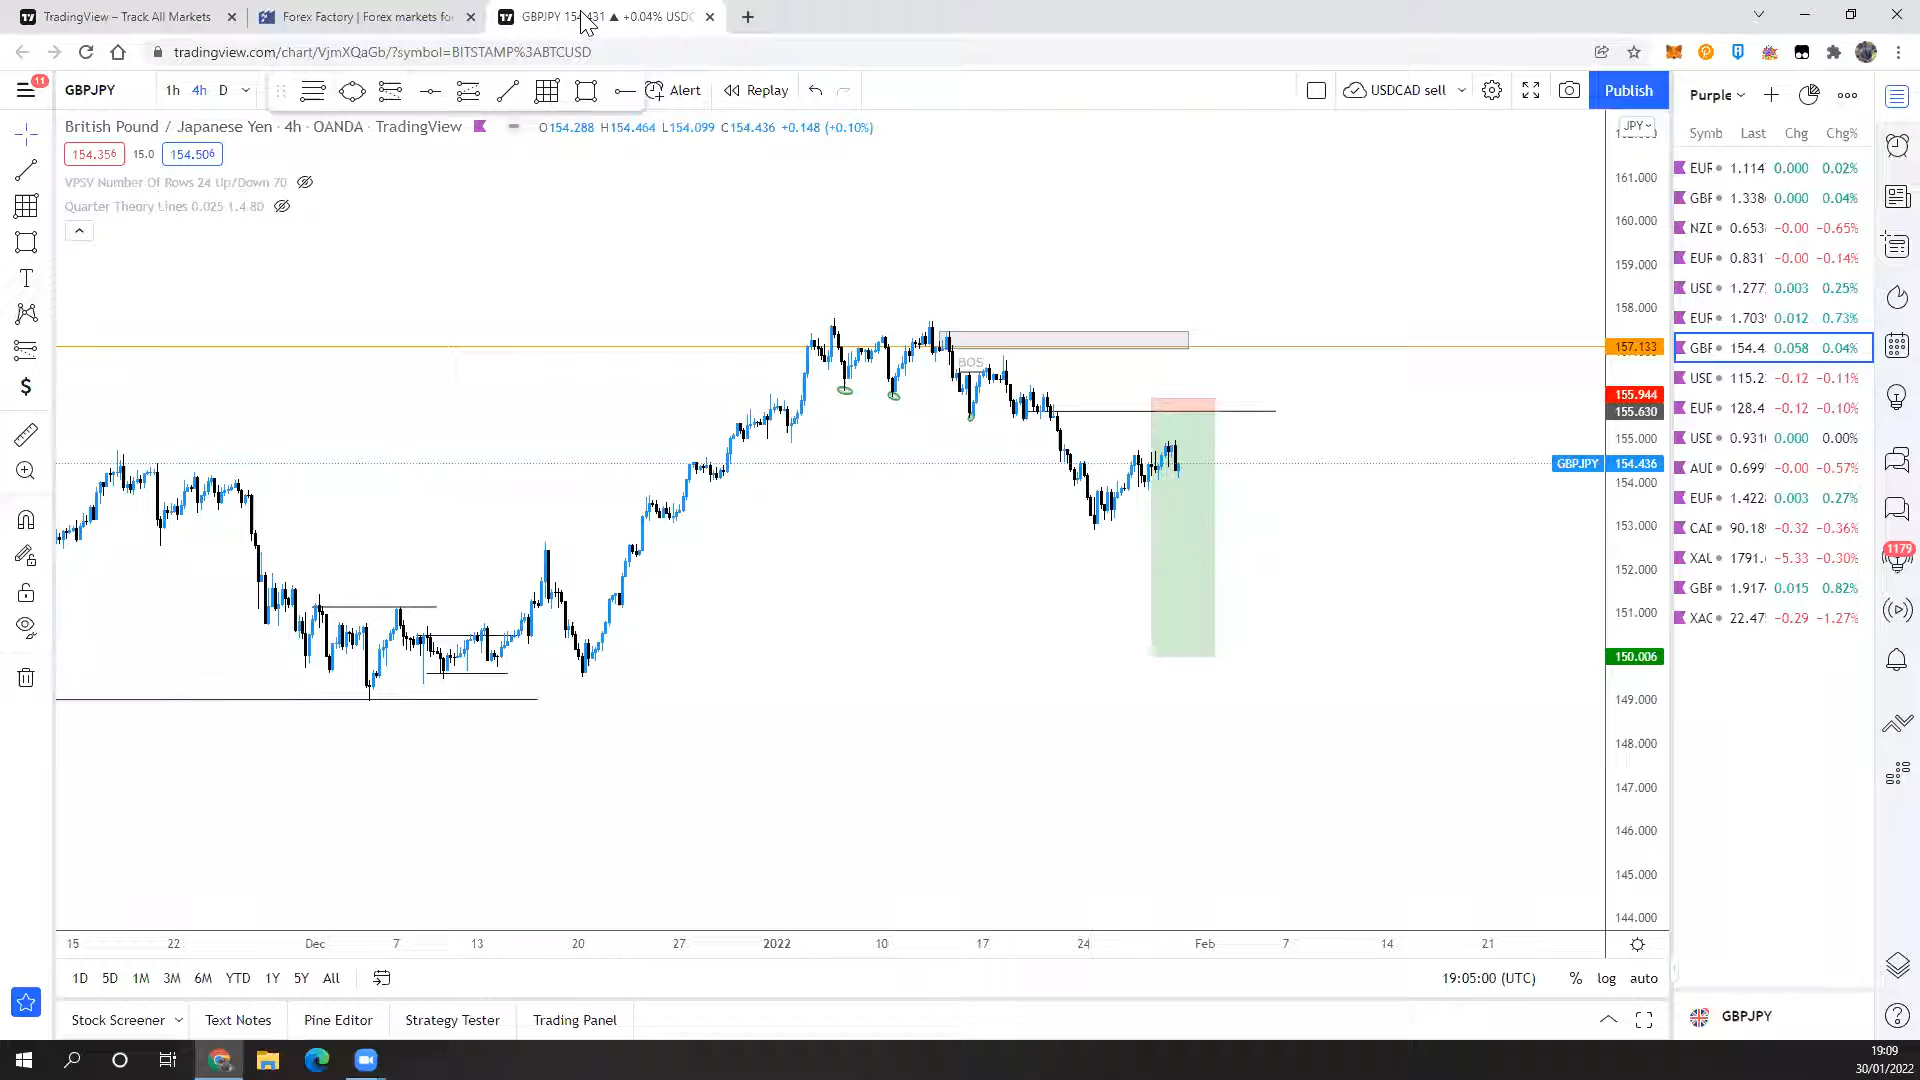 TradingView – Track All Markets
Forex Factory | Forex markets fo
GBPJPY 154.431 ▲ +0.04% USDC
tradingview.com/chart/VjmXQaGb/?symbol=BITSTAMP%3ABTCUSD
11
GBPJPY 1h 4h D Alert Replay USDCAD sell Publish Purple
British Pound / Japanese Yen · 4h · OANDA · TradingView O154.288 H154.464 L154.099 C154.436 +0.148 (+0.10%)
JPY
154.356 15.0 154.506
VPSV Number Of Rows 24 Up/Down 70
Quarter Theory Lines 0.025 1.4.80
BOS
161.000
160.000
159.000
158.000
157.133
155.944
155.630
155.000
GBPJPY 154.436
154.000
153.000
152.000
151.000
150.006
149.000
148.000
147.000
146.000
145.000
144.000
Symb Last Chg Chg%
EUR 1.114 0.000 0.02%
GBF 1.338 0.000 0.04%
NZD 0.653 −0.00 −0.65%
EUR 0.831 −0.00 −0.14%
USD 1.277 0.003 0.25%
EUR 1.703 0.012 0.73%
GBF 154.4 0.058 0.04%
USD 115.2 −0.12 −0.11%
EUR 128.4 −0.12 −0.10%
USD 0.931 0.000 0.00%
AUD 0.699 −0.00 −0.57%
EUR 1.422 0.003 0.27%
CAD 90.18 −0.32 −0.36%
XAU 1791. −5.33 −0.30%
GBF 1.917 0.015 0.82%
XAG 22.47 −0.29 −1.27%
1179
15 22 Dec 7 13 20 27 2022 10 17 24 Feb 7 14 21
1D 5D 1M 3M 6M YTD 1Y 5Y All 19:05:00 (UTC) % log auto
Stock Screener Text Notes Pine Editor Strategy Tester Trading Panel
GBPJPY
19:09
30/01/2022